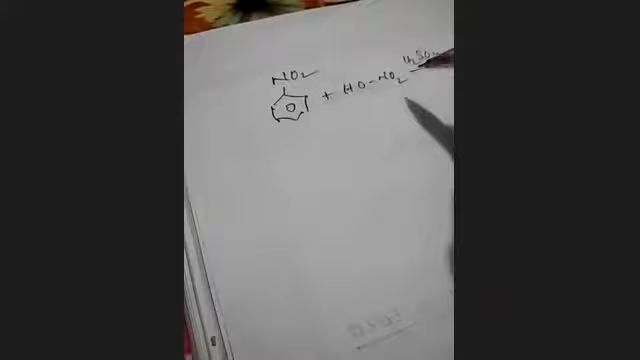 H₂SO₄
NO₂
+ HO-NO₂